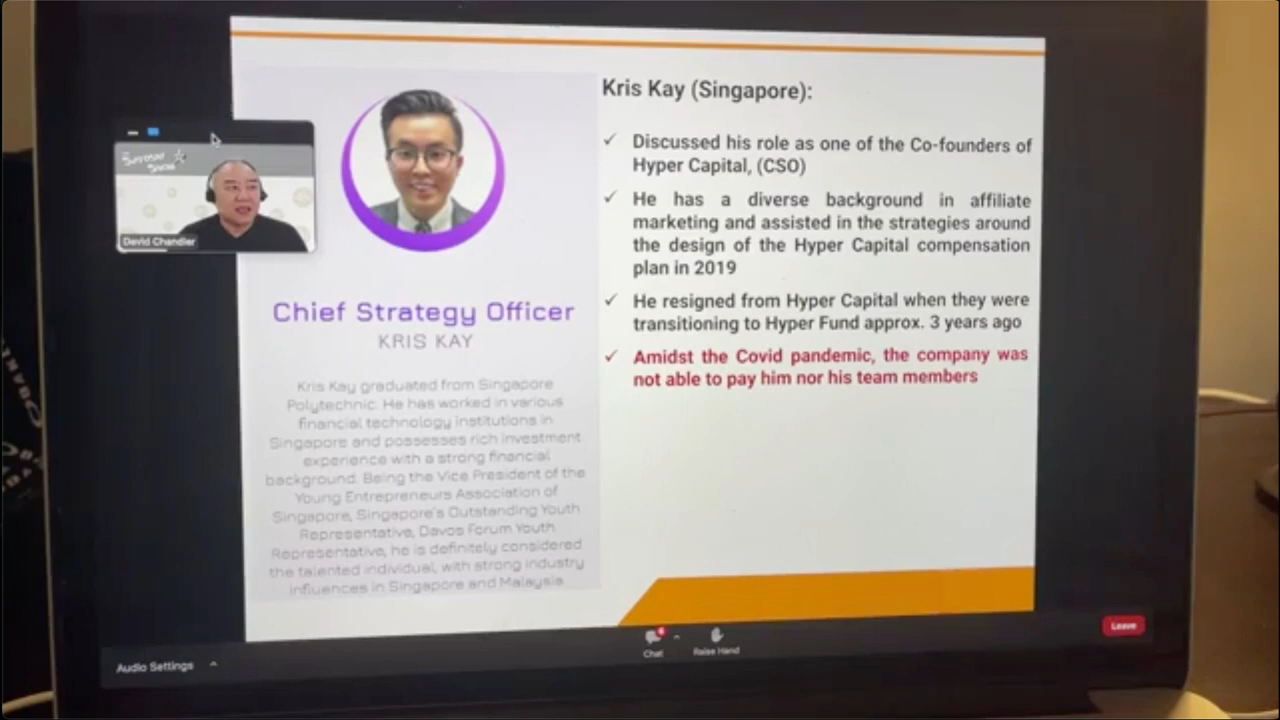 David Chandler
Chief Strategy Officer
KRIS KAY
Kris Kay graduated from Singapore
Polytechnic. He has worked in various
financial technology institutions in
Singapore and possesses rich investment
experience with a strong financial
background. Being the Vice President of the
Young Entrepreneurs Association of
Singapore, Singapore's Outstanding Youth
Representative, Davos Forum Youth
Representative, he is definitely considered
the talented individual, with strong industry
influences in Singapore and Malaysia.
Kris Kay (Singapore):
✓ Discussed his role as one of the Co-founders of
Hyper Capital, (CSO)
✓ He has a diverse background in affiliate
marketing and assisted in the strategies around
the design of the Hyper Capital compensation
plan in 2019
✓ He resigned from Hyper Capital when they were
transitioning to Hyper Fund approx. 3 years ago
✓ Amidst the Covid pandemic, the company was
not able to pay him nor his team members
Audio Settings
Chat
Raise Hand
Leave